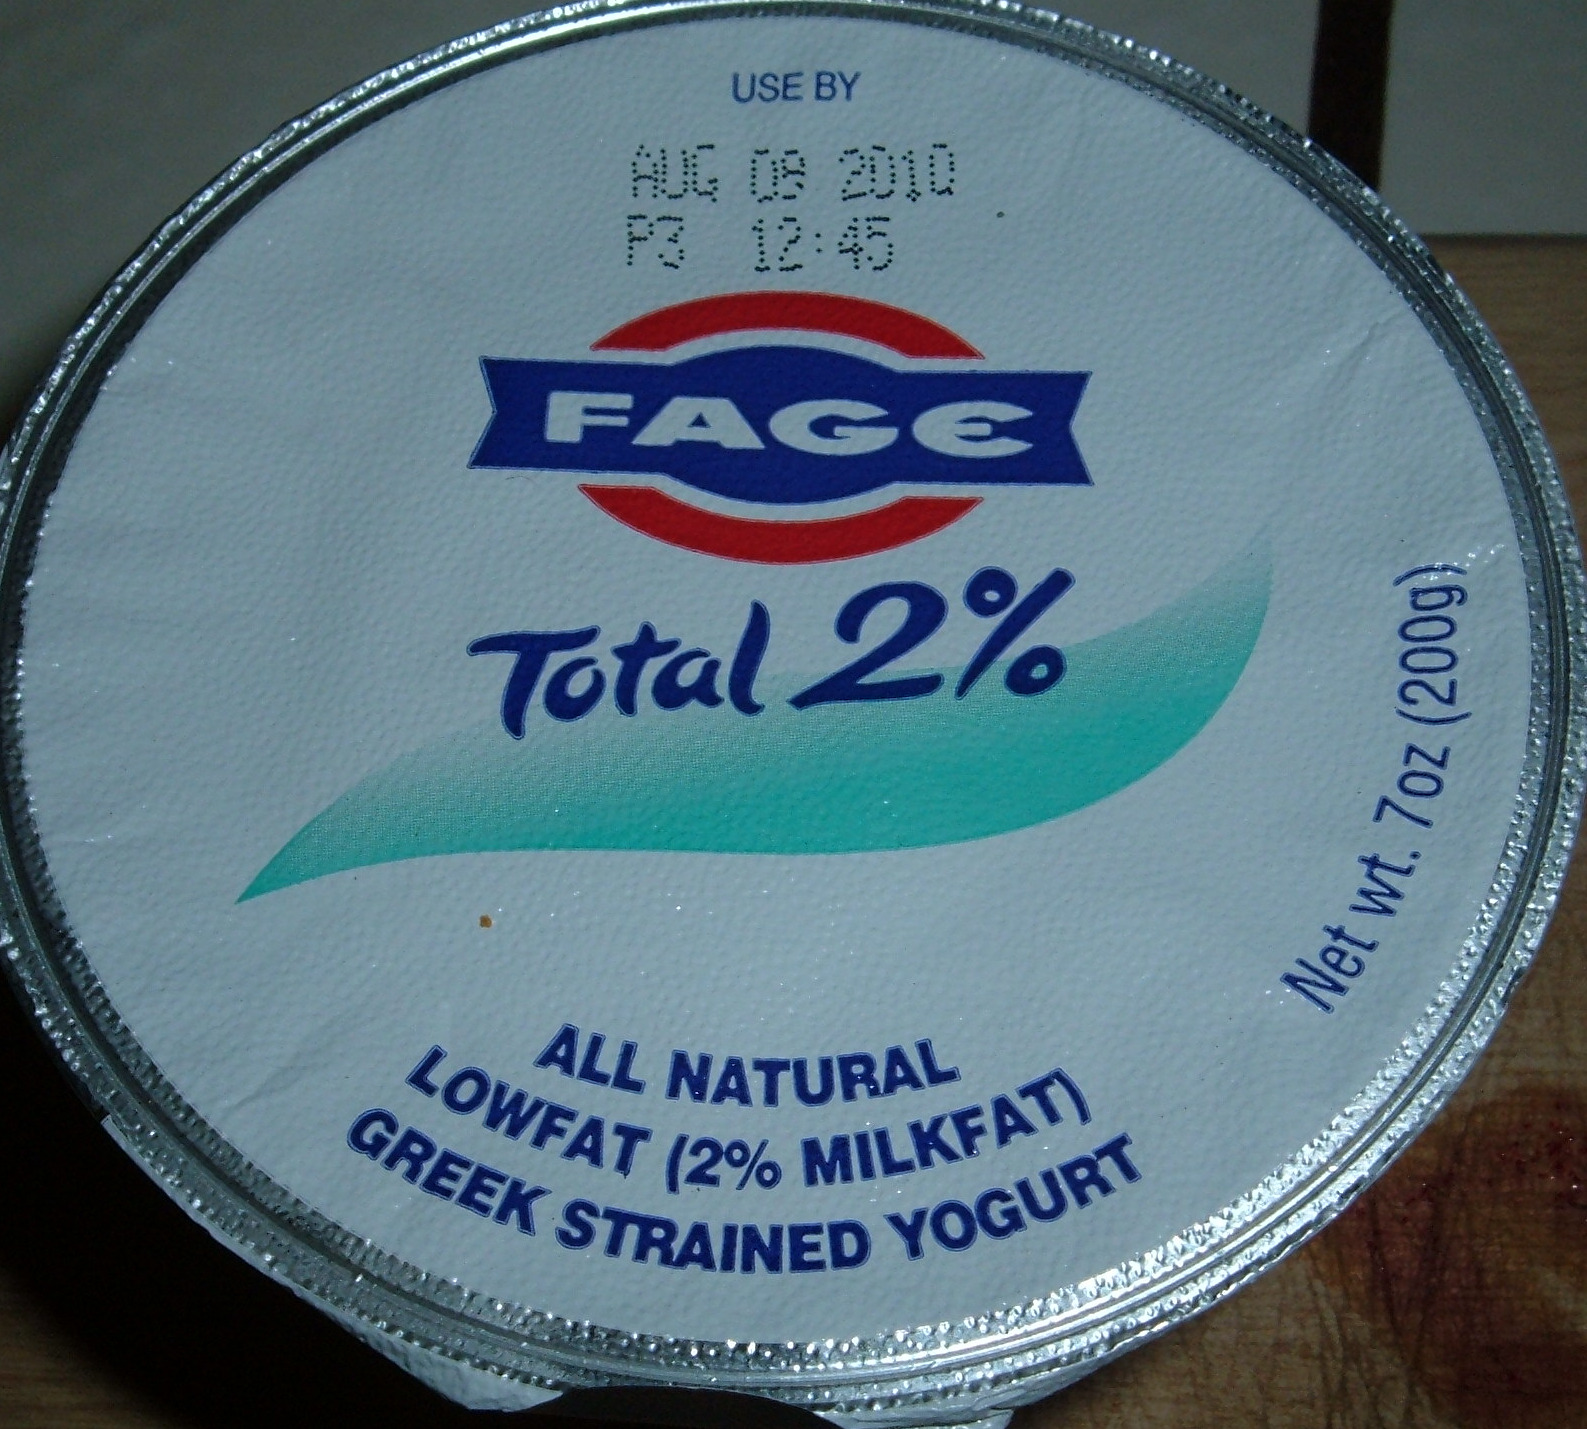 USE BY
AUG 08 2010
P3 12:45
FAGE
Total 2%
Net wt. 7oz (200g)
ALL NATURAL
LOWFAT (2% MILKFAT)
GREEK STRAINED YOGURT